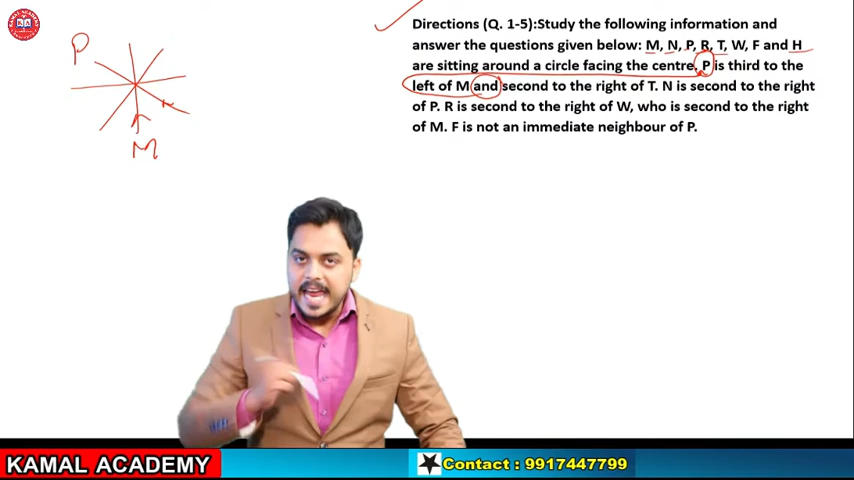 KAMAL ACADEMY
P
M
Directions (Q. 1-5):Study the following information and
answer the questions given below: M, N, P, R, T, W, F and H
are sitting around a circle facing the centre. P is third to the
left of M and second to the right of T. N is second to the right
of P. R is second to the right of W, who is second to the right
of M. F is not an immediate neighbour of P.
KAMAL ACADEMY
Contact : 9917447799